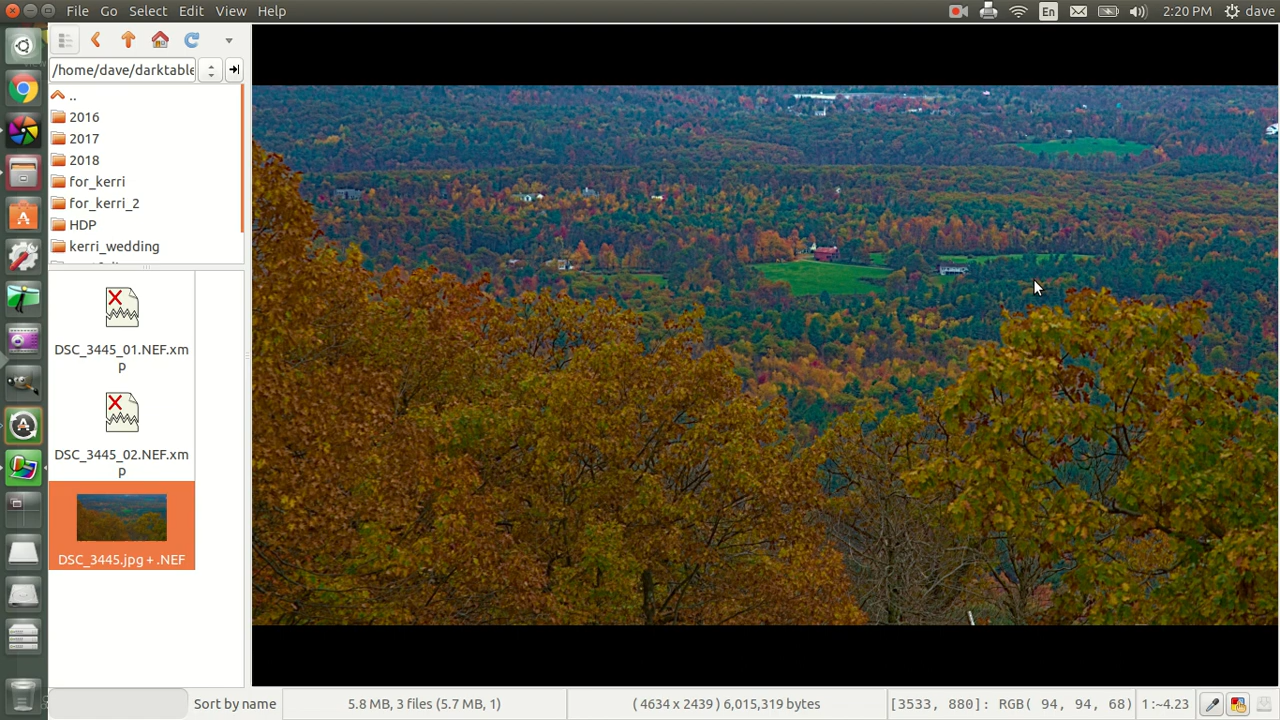 File Go Select Edit View Help En 2:20 PM dave
/home/dave/darktable
..
2016
2017
2018
for_kerri
for_kerri_2
HDP
kerri_wedding
DSC_3445_01.NEF.xm
p
DSC_3445_02.NEF.xm
p
DSC_3445.jpg + .NEF
Sort by name 5.8 MB, 3 files (5.7 MB, 1) ( 4634 x 2439 ) 6,015,319 bytes [3533, 880]: RGB( 94, 94, 68) 1:~4.23